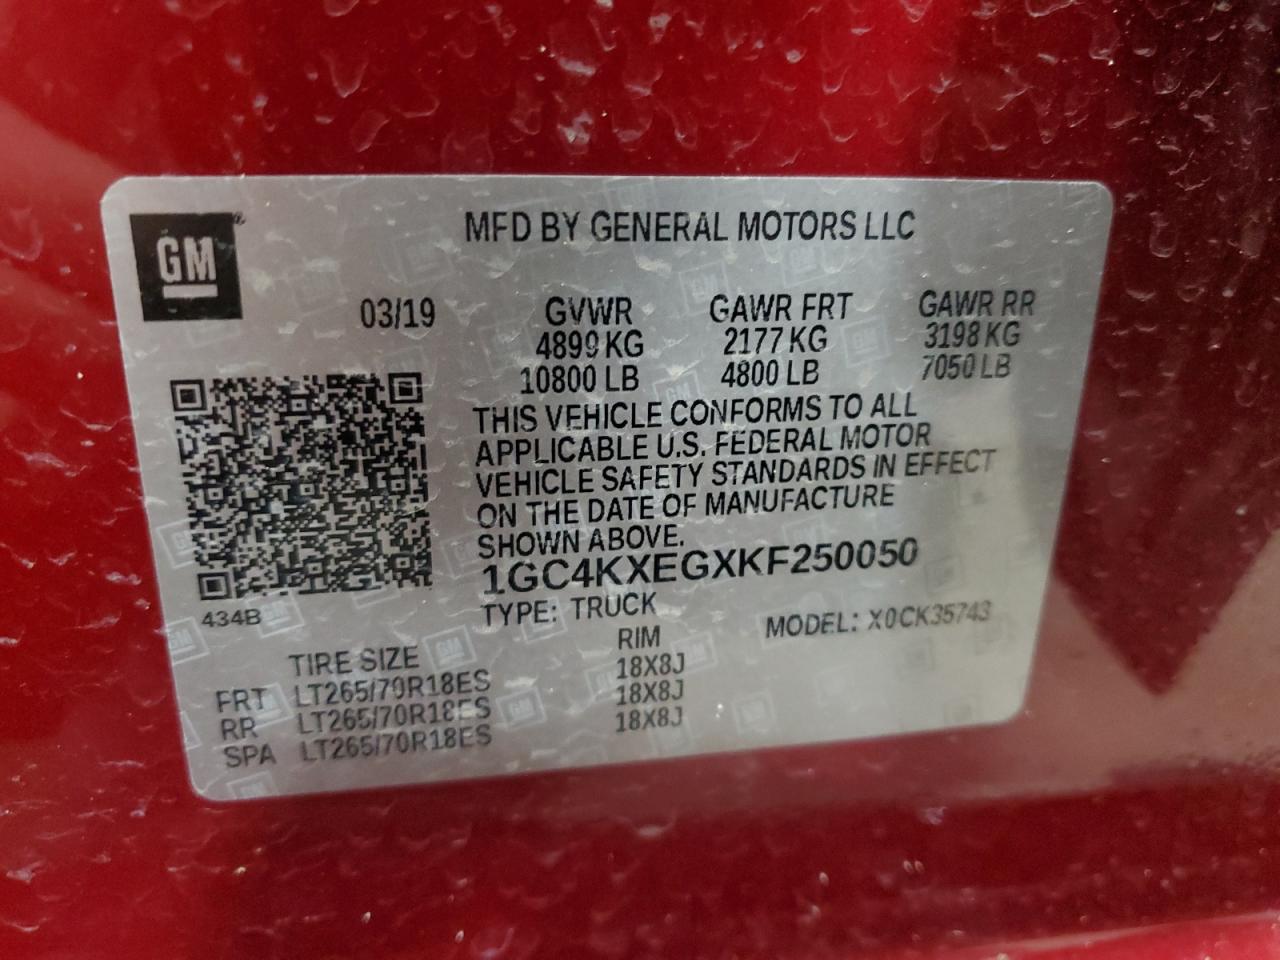 GM®
MFD BY GENERAL MOTORS LLC
03/19
GVWR GAWR FRT GAWR RR
4899 KG 2177 KG 3198 KG
10800 LB 4800 LB 7050 LB
THIS VEHICLE CONFORMS TO ALL
APPLICABLE U.S. FEDERAL MOTOR
VEHICLE SAFETY STANDARDS IN EFFECT
ON THE DATE OF MANUFACTURE
SHOWN ABOVE.
1GC4KXEGXKF250050
434B
TYPE: TRUCK MODEL: X0CK35743
TIRE SIZE RIM
FRT LT265/70R18ES 18X8J
RR LT265/70R18ES 18X8J
SPA LT265/70R18ES 18X8J